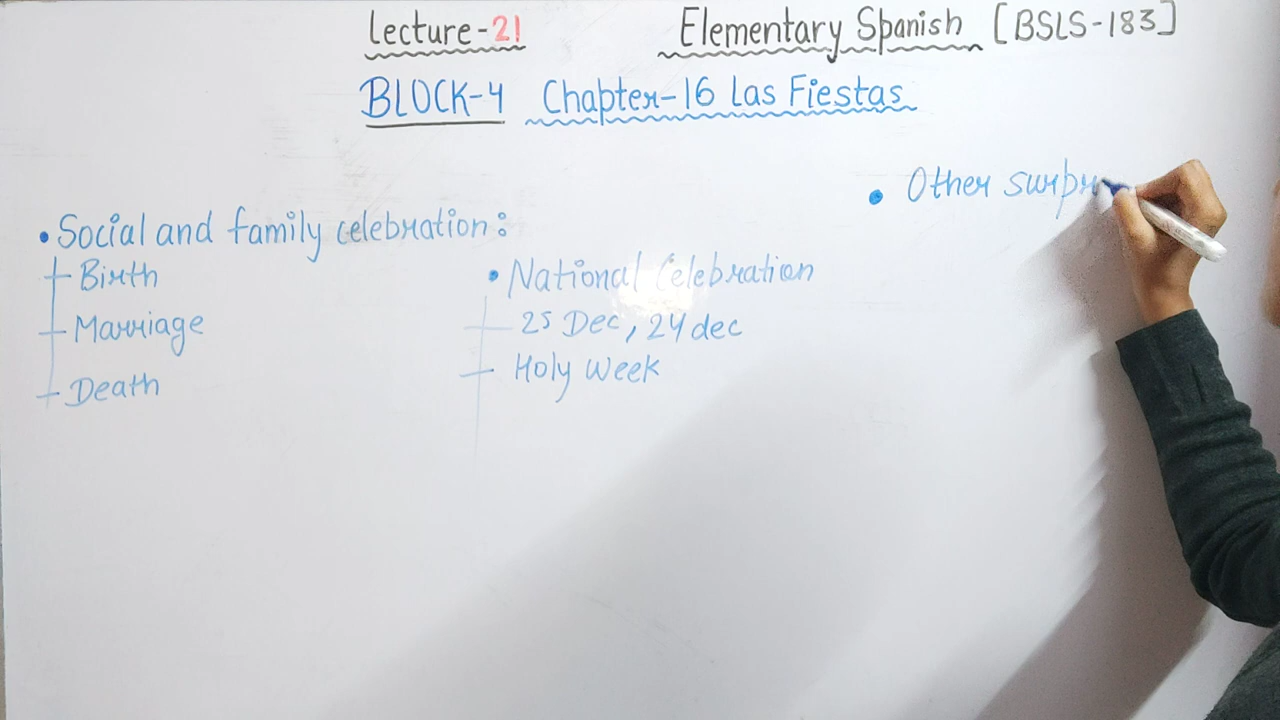 Lecture-21 Elementary Spanish [BSLS-183]
BLOCK-4 Chapter-16 Las Fiestas
• Social and family celebration:
Birth
Marriage
Death
• National Celebration
25 Dec, 24 dec
Holy Week
• Other surpr